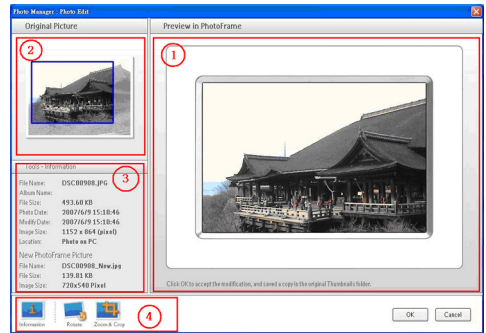 Photo Manager : Photo Edit
Original Picture
Preview in PhotoFrame
2
1
Tools - Information
3
File Name: DSC00908.JPG
Album Name:
File Size: 493.60 KB
Photo Date: 2007/6/9 15:10:46
Modify Date: 2007/6/9 15:10:46
Image Size: 1152 x 864 (pixel)
Location: Photo on PC
New PhotoFrame Picture
File Name: DSC00908_New.jpg
File Size: 139.81 KB
Image Size: 720x540 Pixel
Click OK to accept the modification, and saved a copy in the original Thumbnails folder.
Information
Rotate
Zoom & Crop
4
OK
Cancel